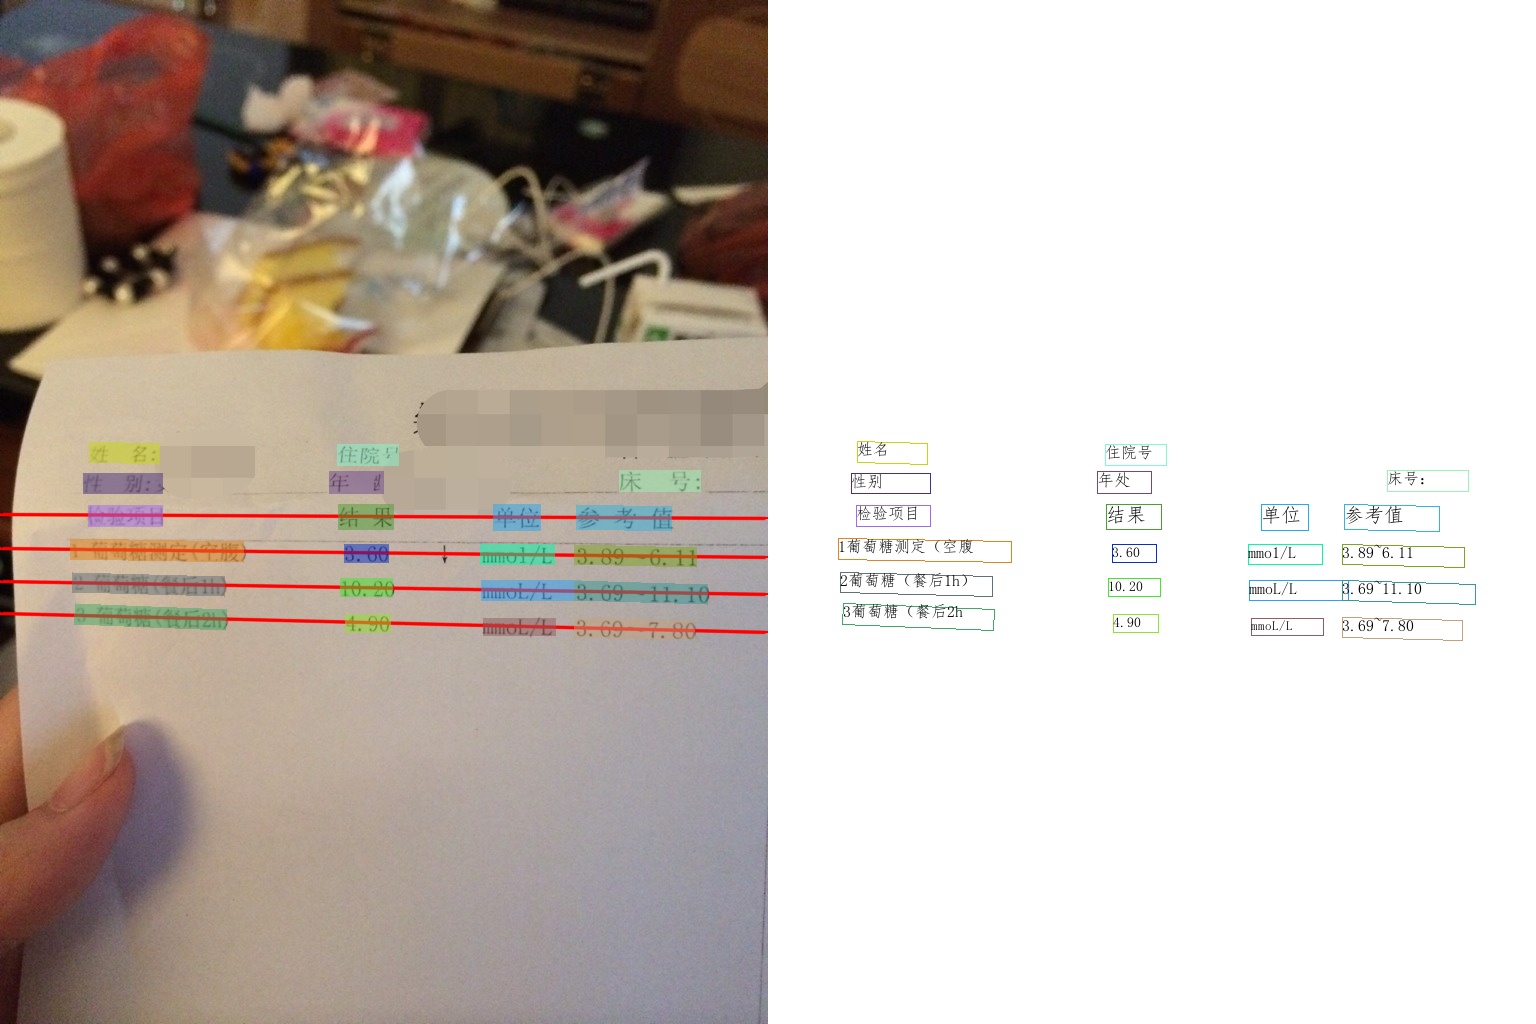 姓 名: 住院号
性 别: 年 床 号:
检验项目 结 果 单位 参 考 值
1 葡萄糖测定(空腹) 3.60 ↓ mmol/L 3.89~6.11
2 葡萄糖(餐后1h) 10.20 mmoL/L 3.69~11.10
3 葡萄糖(餐后2h) 4.90 mmoL/L 3.69~7.80
姓名 住院号
性别 年处 床号:
检验项目 结果 单位 参考值
1葡萄糖测定（空腹 3.60 mmol/L 3.89~6.11
2葡萄糖（餐后1h） 10.20 mmoL/L 3.69~11.10
3葡萄糖（餐后2h 4.90 mmoL/L 3.69~7.80